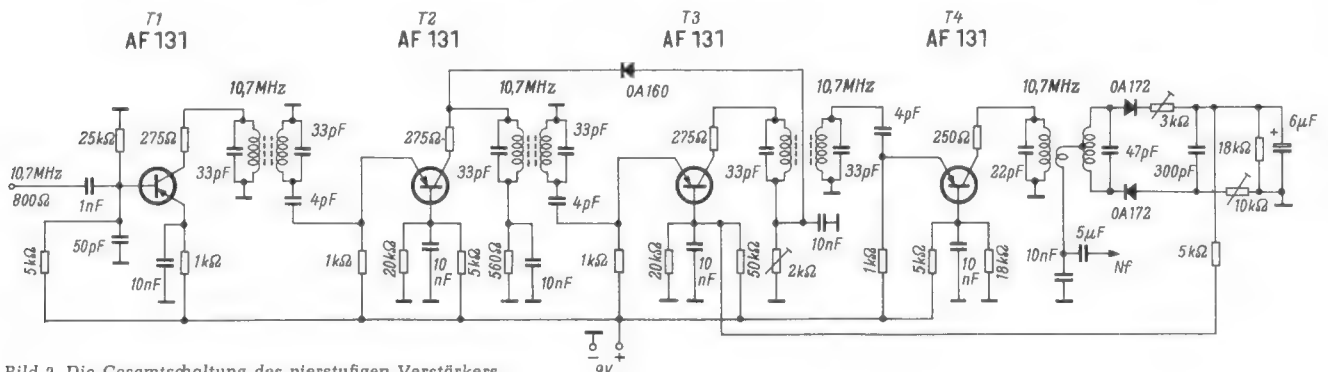 T1
AF 131
T2
AF 131
T3
AF 131
T4
AF 131
10,7MHz
10,7MHz
10,7MHz
10,7MHz
0A160
0A172
25kΩ
275Ω
33pF
33pF
275Ω
33pF
33pF
275Ω
33pF
33pF
4pF
250Ω
22pF
47pF
3kΩ
300pF
18kΩ
6µF
+
10,7MHz
800Ω
1nF
4pF
4pF
0A172
10kΩ
5kΩ
50pF
10nF
1kΩ
1kΩ
20kΩ
10
nF
5kΩ
560Ω
10nF
1kΩ
20kΩ
10
nF
50kΩ
2kΩ
10nF
1kΩ
5kΩ
10
nF
18kΩ
10nF
5µF
Nf
5kΩ
- +
9V
Bild 2. Die Gesamtschaltung des vierstufigen Verstärkers